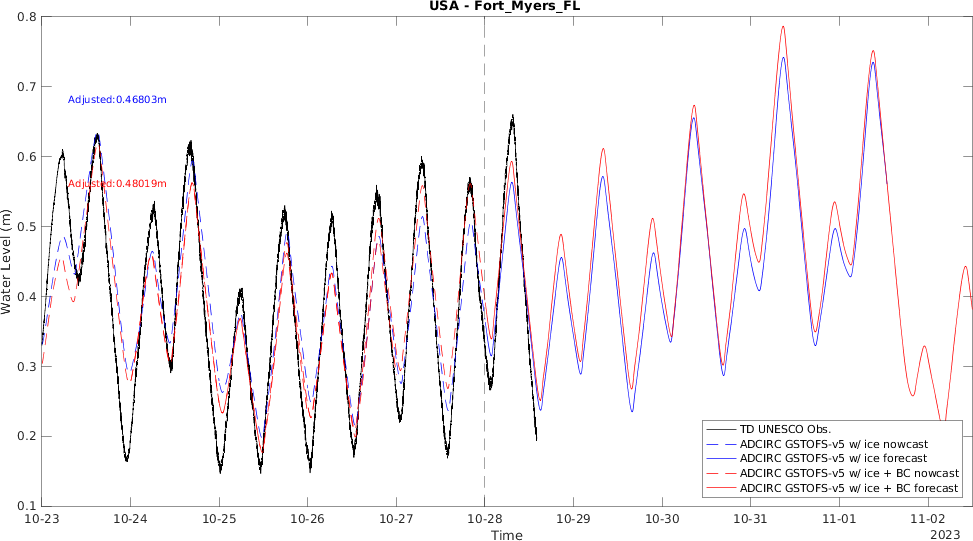 USA - Fort_Myers_FL
0.8
0.7
0.6
0.5
0.4
0.3
0.2
0.1
Water Level (m)
Adjusted:0.46803m
Adjusted:0.48019m
TD UNESCO Obs.
ADCIRC GSTOFS-v5 w/ ice nowcast
ADCIRC GSTOFS-v5 w/ ice forecast
ADCIRC GSTOFS-v5 w/ ice + BC nowcast
ADCIRC GSTOFS-v5 w/ ice + BC forecast
10-23 10-24 10-25 10-26 10-27 10-28 10-29 10-30 10-31 11-01 11-02
Time
2023